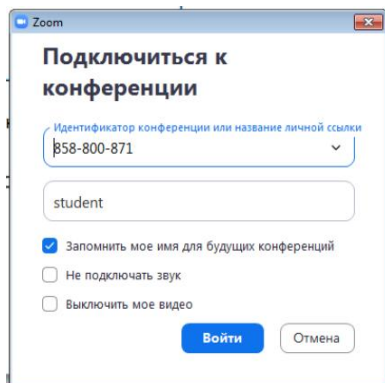 Zoom
Подключиться к
конференции
Идентификатор конференции или название личной ссылки
858-800-871
student
Запомнить мое имя для будущих конференций
Не подключать звук
Выключить мое видео
Войти Отмена